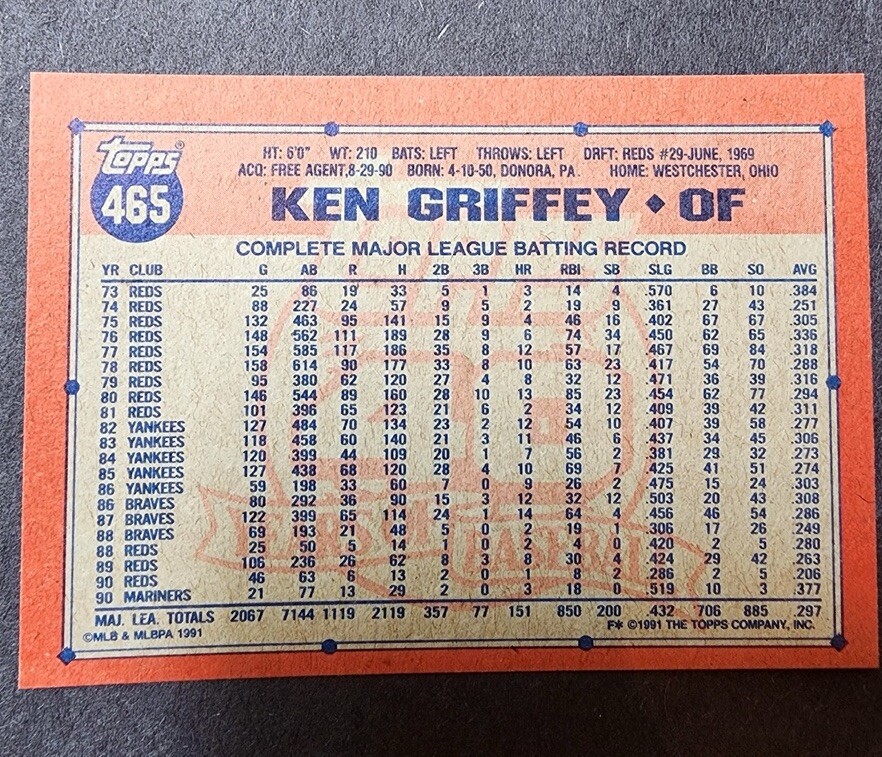 topps®
465
HT: 6'0" WT: 210 BATS: LEFT THROWS: LEFT DRFT: REDS #29-JUNE, 1969
ACQ: FREE AGENT,8-29-90 BORN: 4-10-50, DONORA, PA. HOME: WESTCHESTER, OHIO
KEN GRIFFEY ◆ OF
COMPLETE MAJOR LEAGUE BATTING RECORD
YR CLUB G AB R H 2B 3B HR RBI SB SLG BB SO AVG
73 REDS 25 86 19 33 5 1 3 14 4 .570 6 10 .384
74 REDS 88 227 24 57 9 5 2 19 9 .361 27 43 .251
75 REDS 132 463 95 141 15 9 4 46 16 .402 67 67 .305
76 REDS 148 562 111 189 28 9 6 74 34 .450 62 65 .336
77 REDS 154 585 117 186 35 8 12 57 17 .467 69 84 .318
78 REDS 158 614 90 177 33 8 10 63 23 .417 54 70 .288
79 REDS 95 380 62 120 27 4 8 32 12 .471 36 39 .316
80 REDS 146 544 89 160 28 10 13 85 23 .454 62 77 .294
81 REDS 101 396 65 123 21 6 2 34 12 .409 39 42 .311
82 YANKEES 127 484 70 134 23 2 12 54 10 .407 39 58 .277
83 YANKEES 118 458 60 140 21 3 11 46 6 .437 34 45 .306
84 YANKEES 120 399 44 109 20 1 7 56 2 .381 29 32 .273
85 YANKEES 127 438 68 120 28 4 10 69 7 .425 41 51 .274
86 YANKEES 59 198 33 60 7 0 9 26 2 .475 15 24 .303
86 BRAVES 80 292 36 90 15 3 12 32 12 .503 20 43 .308
87 BRAVES 122 399 65 114 24 1 14 64 4 .456 46 54 .286
88 BRAVES 69 193 21 48 5 0 2 19 1 .306 17 26 .249
88 REDS 25 50 5 14 1 0 2 4 0 .420 2 5 .280
89 REDS 106 236 26 62 8 3 8 30 4 .424 29 42 .263
90 REDS 46 63 6 13 2 0 1 8 2 .286 2 5 .206
90 MARINERS 21 77 13 29 2 0 3 18 0 .519 10 3 .377
MAJ. LEA. TOTALS 2067 7144 1119 2119 357 77 151 850 200 .432 706 885 .297
©MLB & MLBPA 1991 F* ©1991 THE TOPPS COMPANY, INC.
40
YEARS OF BASEBALL